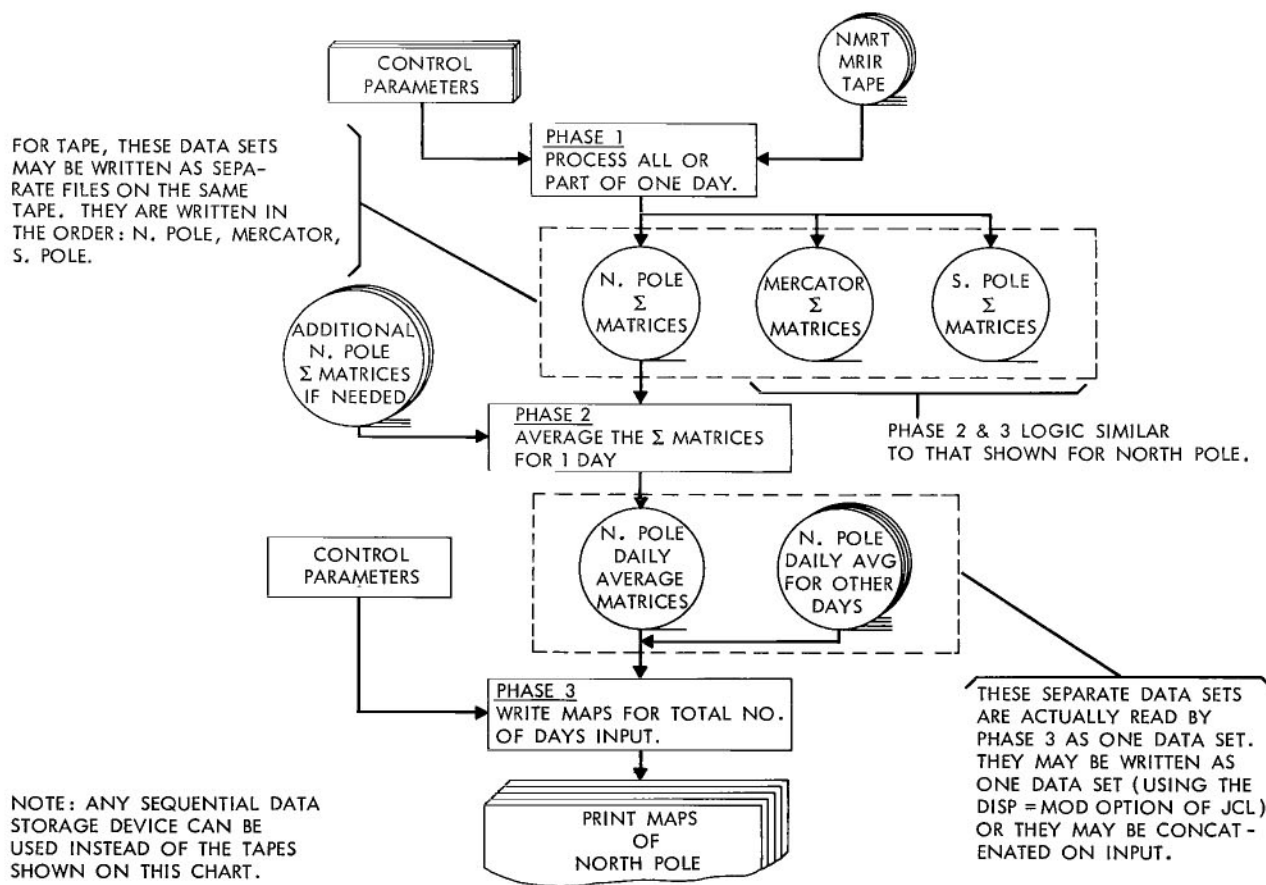 CONTROL
PARAMETERS
NMRT
MRIR
TAPE
FOR TAPE, THESE DATA SETS
MAY BE WRITTEN AS SEPA-
RATE FILES ON THE SAME
TAPE. THEY ARE WRITTEN IN
THE ORDER: N. POLE, MERCATOR,
S. POLE.
PHASE 1
PROCESS ALL OR
PART OF ONE DAY.
N. POLE
Σ
MATRICES
MERCATOR
Σ
MATRICES
S. POLE
Σ
MATRICES
ADDITIONAL
N. POLE
Σ MATRICES
IF NEEDED
PHASE 2
AVERAGE THE Σ MATRICES
FOR 1 DAY
PHASE 2 & 3 LOGIC SIMILAR
TO THAT SHOWN FOR NORTH POLE.
CONTROL
PARAMETERS
N. POLE
DAILY
AVERAGE
MATRICES
N. POLE
DAILY AVG
FOR OTHER
DAYS
PHASE 3
WRITE MAPS FOR TOTAL NO.
OF DAYS INPUT.
THESE SEPARATE DATA SETS
ARE ACTUALLY READ BY
PHASE 3 AS ONE DATA SET.
THEY MAY BE WRITTEN AS
ONE DATA SET (USING THE
DISP = MOD OPTION OF JCL)
OR THEY MAY BE CONCAT-
ENATED ON INPUT.
NOTE: ANY SEQUENTIAL DATA
STORAGE DEVICE CAN BE
USED INSTEAD OF THE TAPES
SHOWN ON THIS CHART.
PRINT MAPS
OF
NORTH POLE